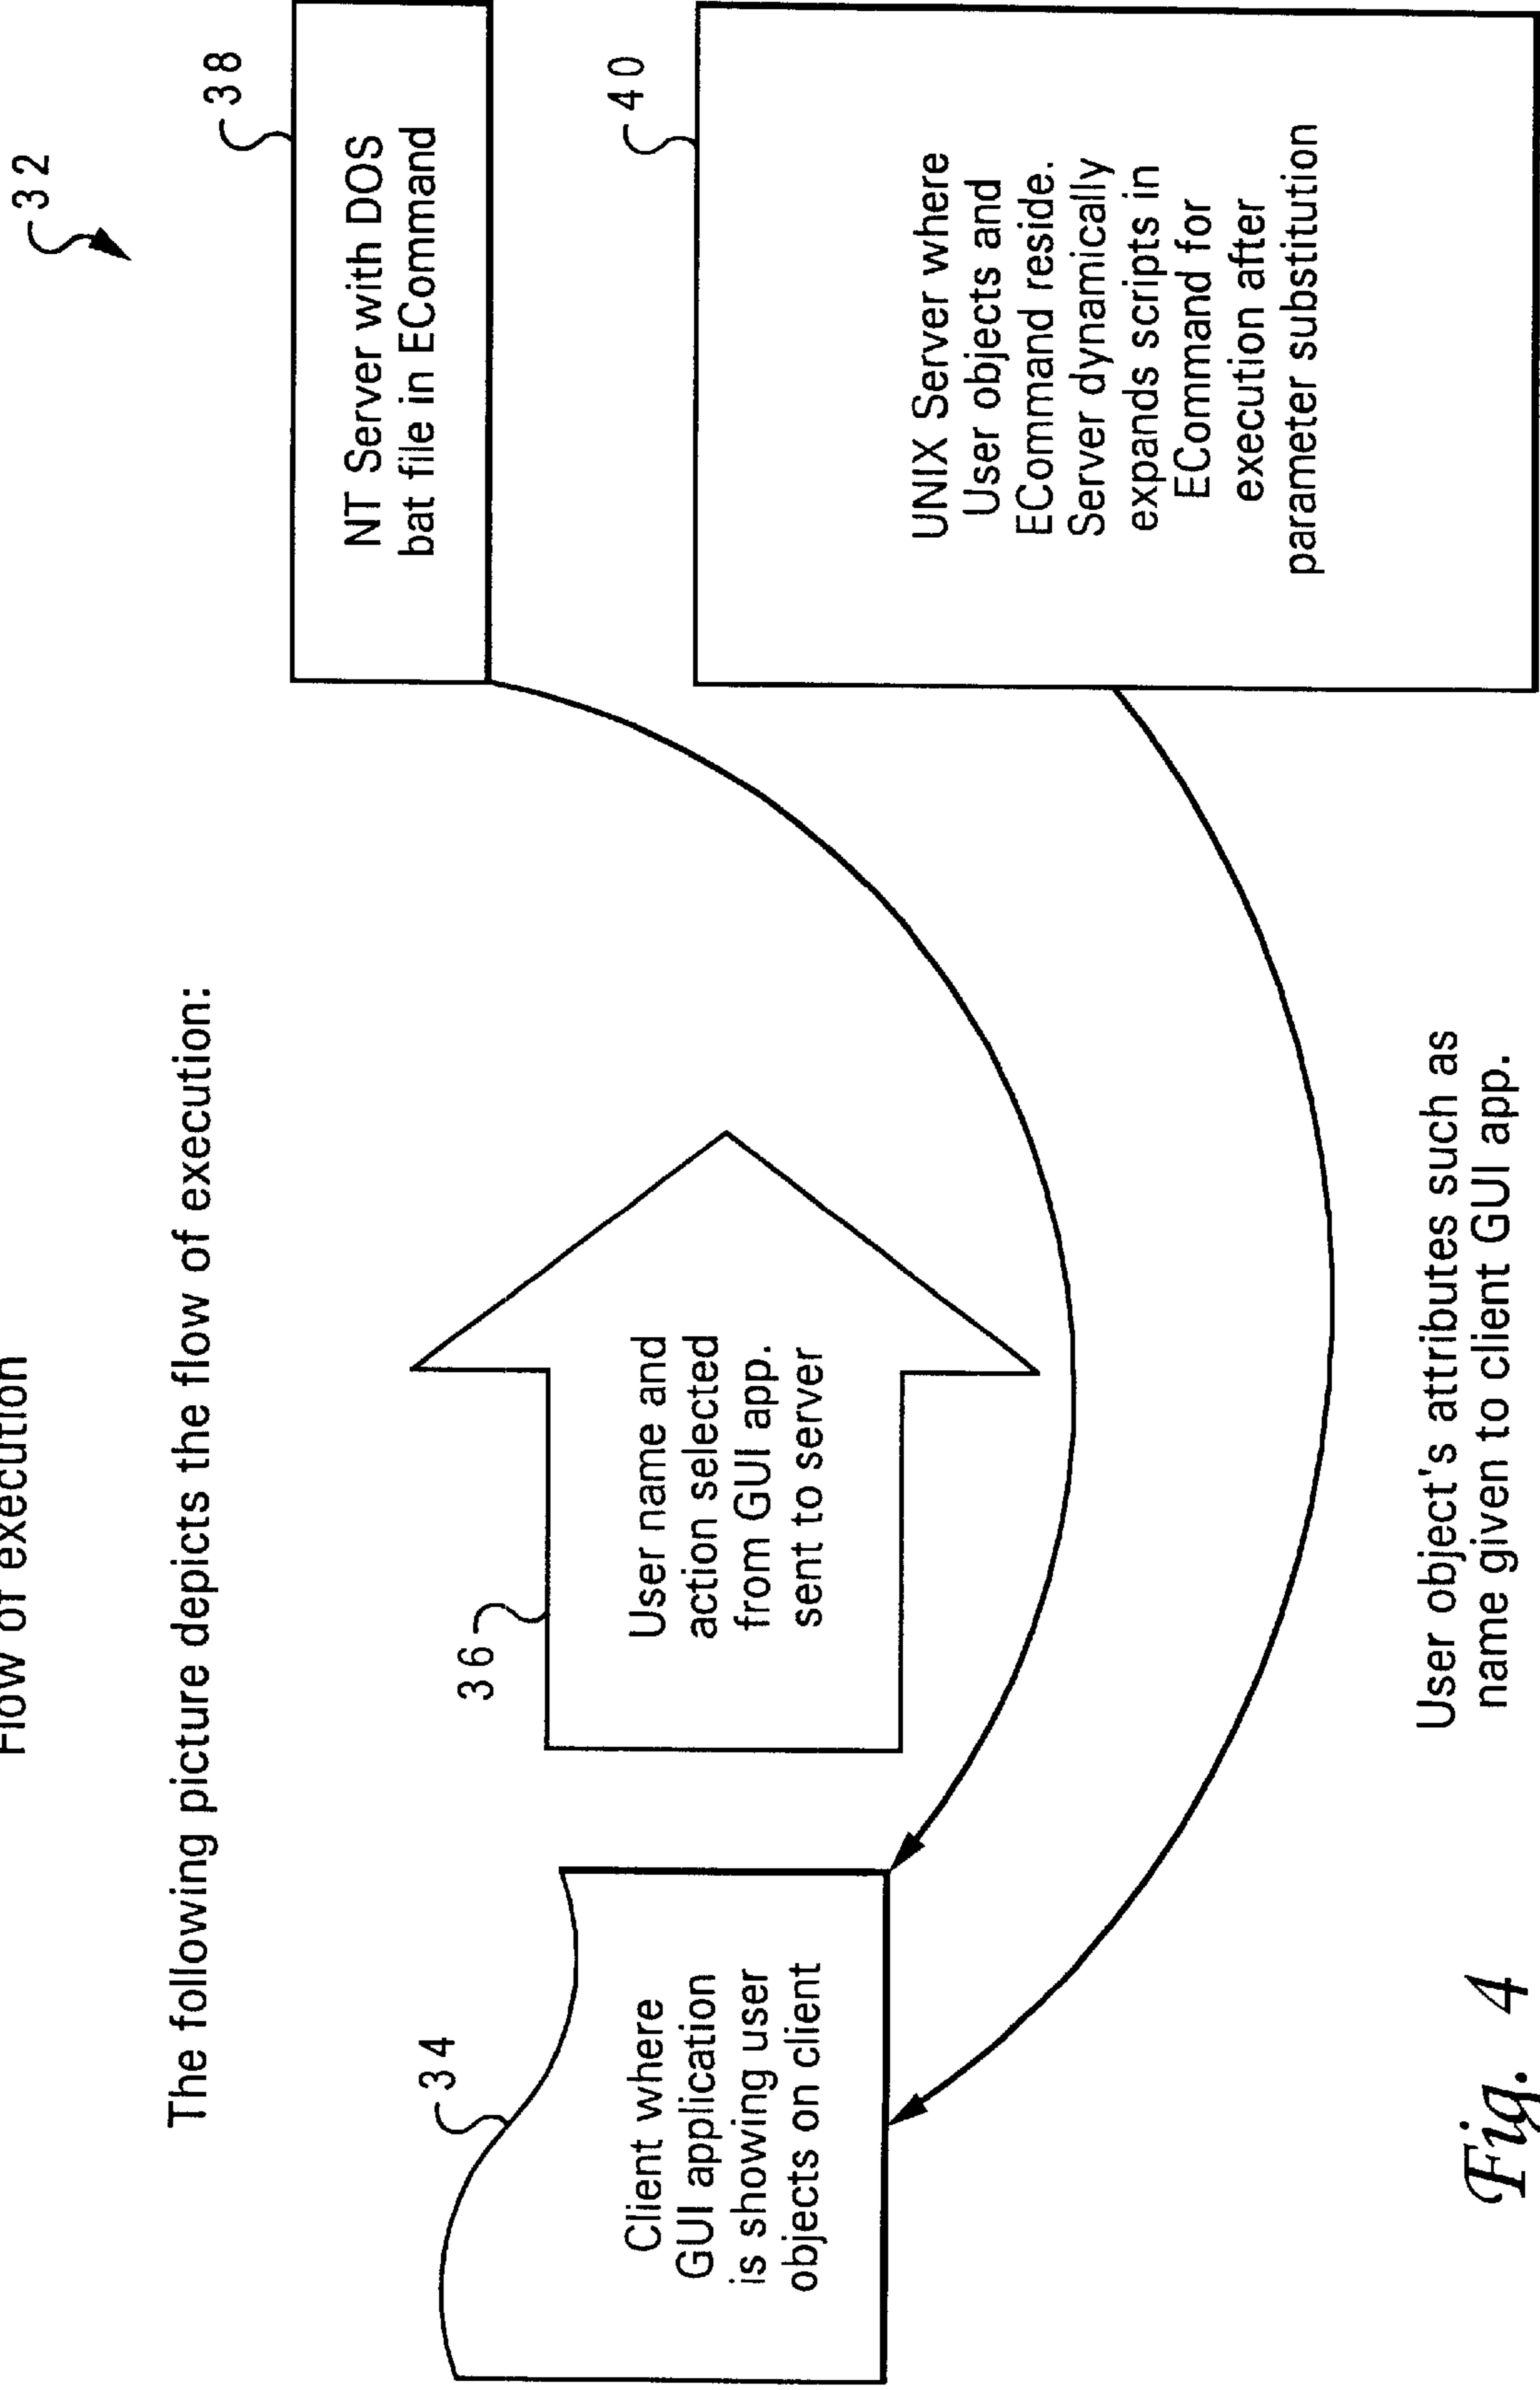 Flow of execution
The following picture depicts the flow of execution:
32
34
Client where
GUI application
is showing user
objects on client
36
User name and
action selected
from GUI app.
sent to server
38
NT Server with DOS
bat file in ECommand
40
UNIX Server where
User objects and
ECommand reside.
Server dynamically
expands scripts in
ECommand for
execution after
parameter substitution
User object's attributes such as
name given to client GUI app.
Fig. 4